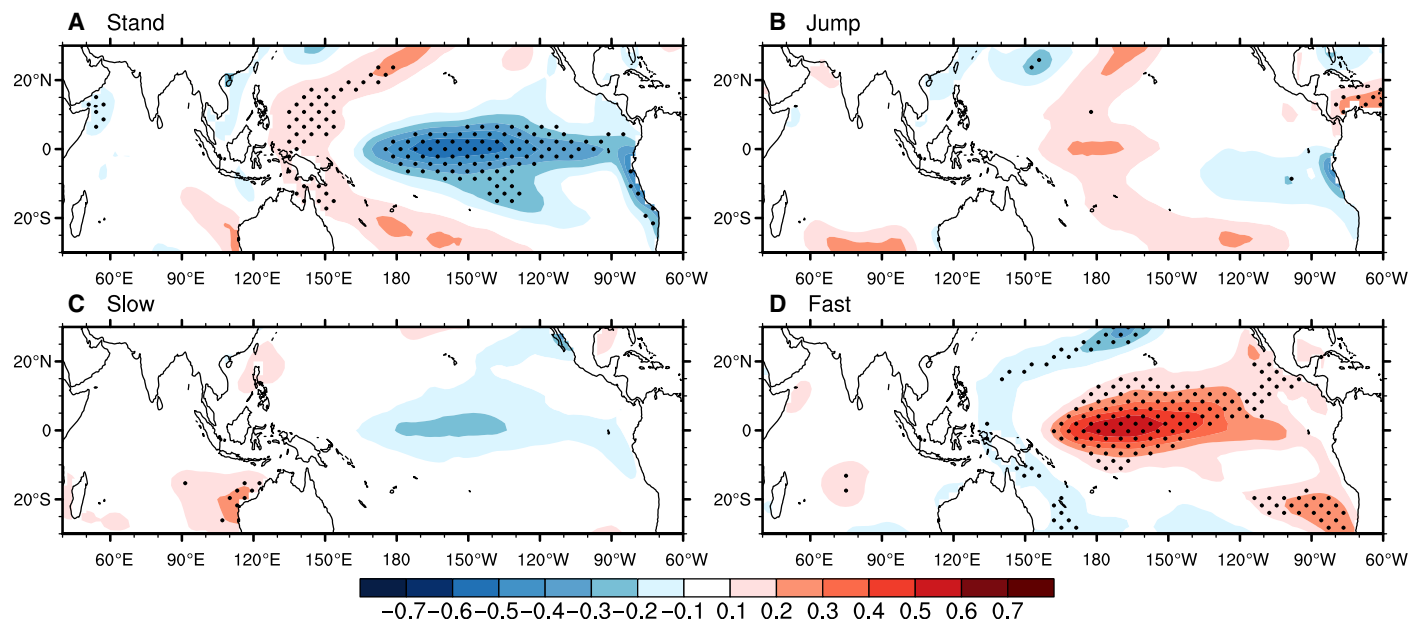 A Stand B Jump
20°N 20°N
0 0
20°S 20°S
60°E 90°E 120°E 150°E 180 150°W 120°W 90°W 60°W 60°E 90°E 120°E 150°E 180 150°W 120°W 90°W 60°W
C Slow D Fast
20°N 20°N
0 0
20°S 20°S
60°E 90°E 120°E 150°E 180 150°W 120°W 90°W 60°W 60°E 90°E 120°E 150°E 180 150°W 120°W 90°W 60°W
−0.7 −0.6 −0.5 −0.4 −0.3 −0.2 −0.1 0.1 0.2 0.3 0.4 0.5 0.6 0.7